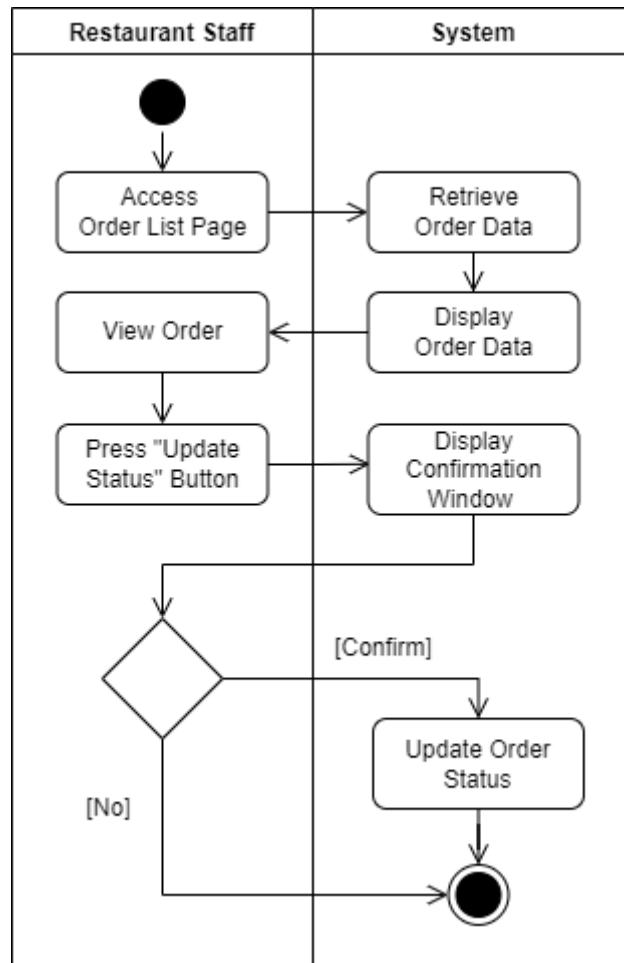 Restaurant Staff
System
Access
Order List Page
Retrieve
Order Data
View Order
Display
Order Data
Press "Update
Status" Button
Display
Confirmation
Window
[Confirm]
Update Order
Status
[No]